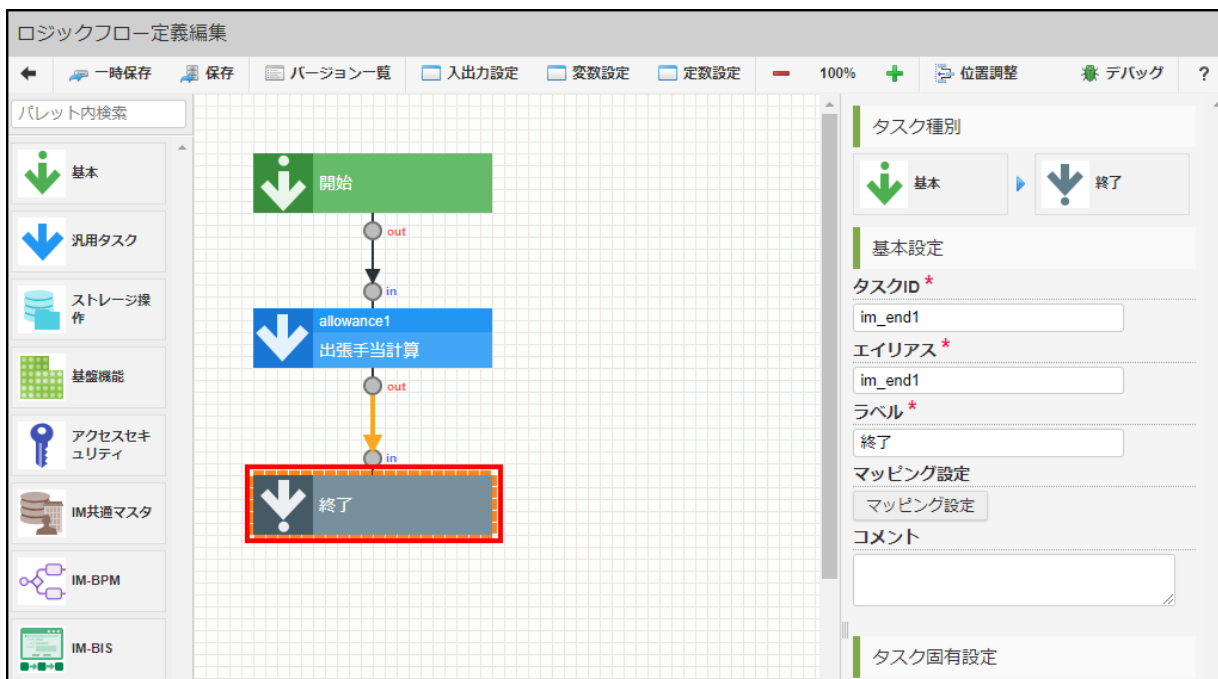 ロジックフロー定義編集
一時保存 保存 バージョン一覧 入出力設定 変数設定 定数設定 100% 位置調整 デバッグ ?
パレット内検索
基本
汎用タスク
ストレージ操
作
基盤機能
アクセスセキ
ュリティ
IM共通マスタ
IM-BPM
IM-BIS
開始
out
in
allowance1
出張手当計算
out
in
終了
タスク種別
基本 終了
基本設定
タスクID *
im_end1
エイリアス *
im_end1
ラベル *
終了
マッピング設定
マッピング設定
コメント
タスク固有設定